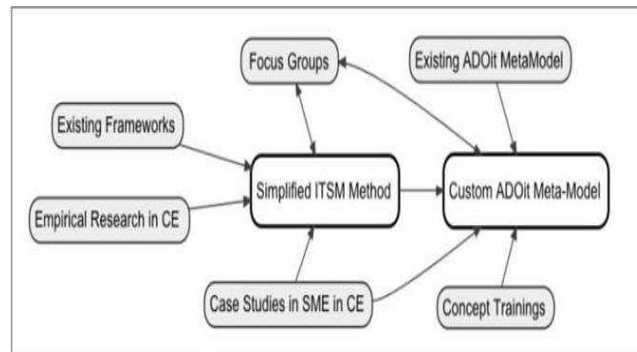 Focus Groups
Existing ADOit MetaModel
Existing Frameworks
Simplified ITSM Method
Custom ADOit Meta-Model
Empirical Research in CE
Case Studies in SME in CE
Concept Trainings